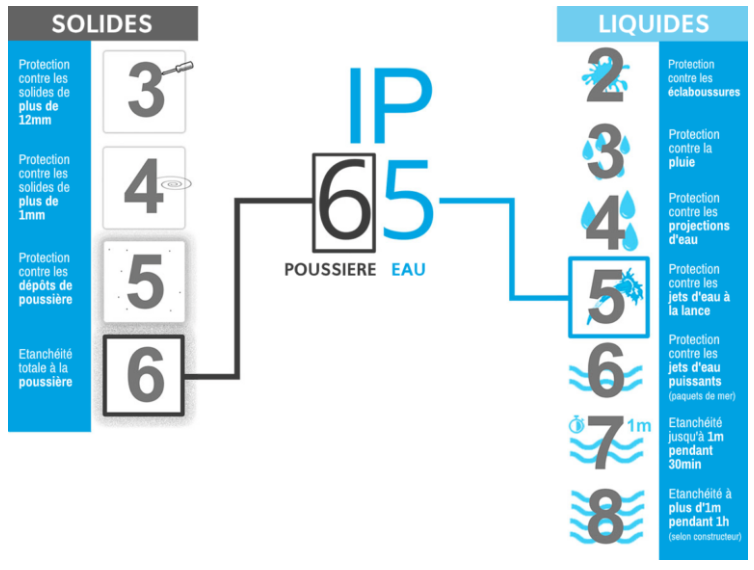 SOLIDES
Protection
contre les
solides de
plus de
12mm
3
Protection
contre les
solides de
plus de
1mm
4
Protection
contre les
dépôts de
poussière
5
Etanchéité
totale à la
poussière
6
IP
65
POUSSIERE EAU
LIQUIDES
2
Protection
contre les
éclaboussures
3
Protection
contre la
pluie
4
Protection
contre les
projections
d'eau
5
Protection
contre les
jets d'eau à
la lance
6
Protection
contre les
jets d'eau
puissants
(paquets de mer)
7
1m
Etanchéité
jusqu'à 1m
pendant
30min
8
Etanchéité à
plus d'1m
pendant 1h
(selon constructeur)